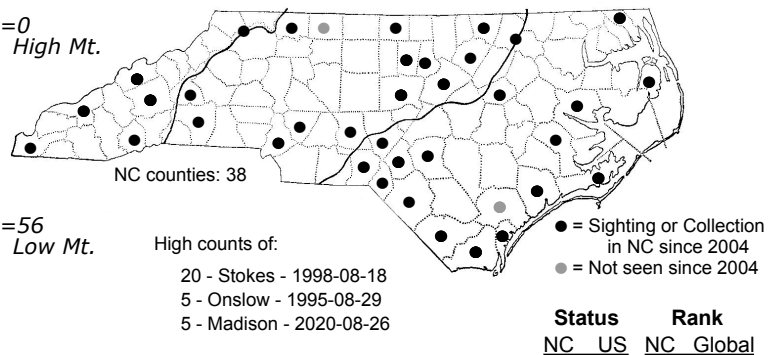 =0
High Mt.
NC counties: 38
=56
Low Mt.
High counts of:
20 - Stokes - 1998-08-18
5 - Onslow - 1995-08-29
5 - Madison - 2020-08-26
● = Sighting or Collection
in NC since 2004
● = Not seen since 2004
Status Rank
NC US NC Global